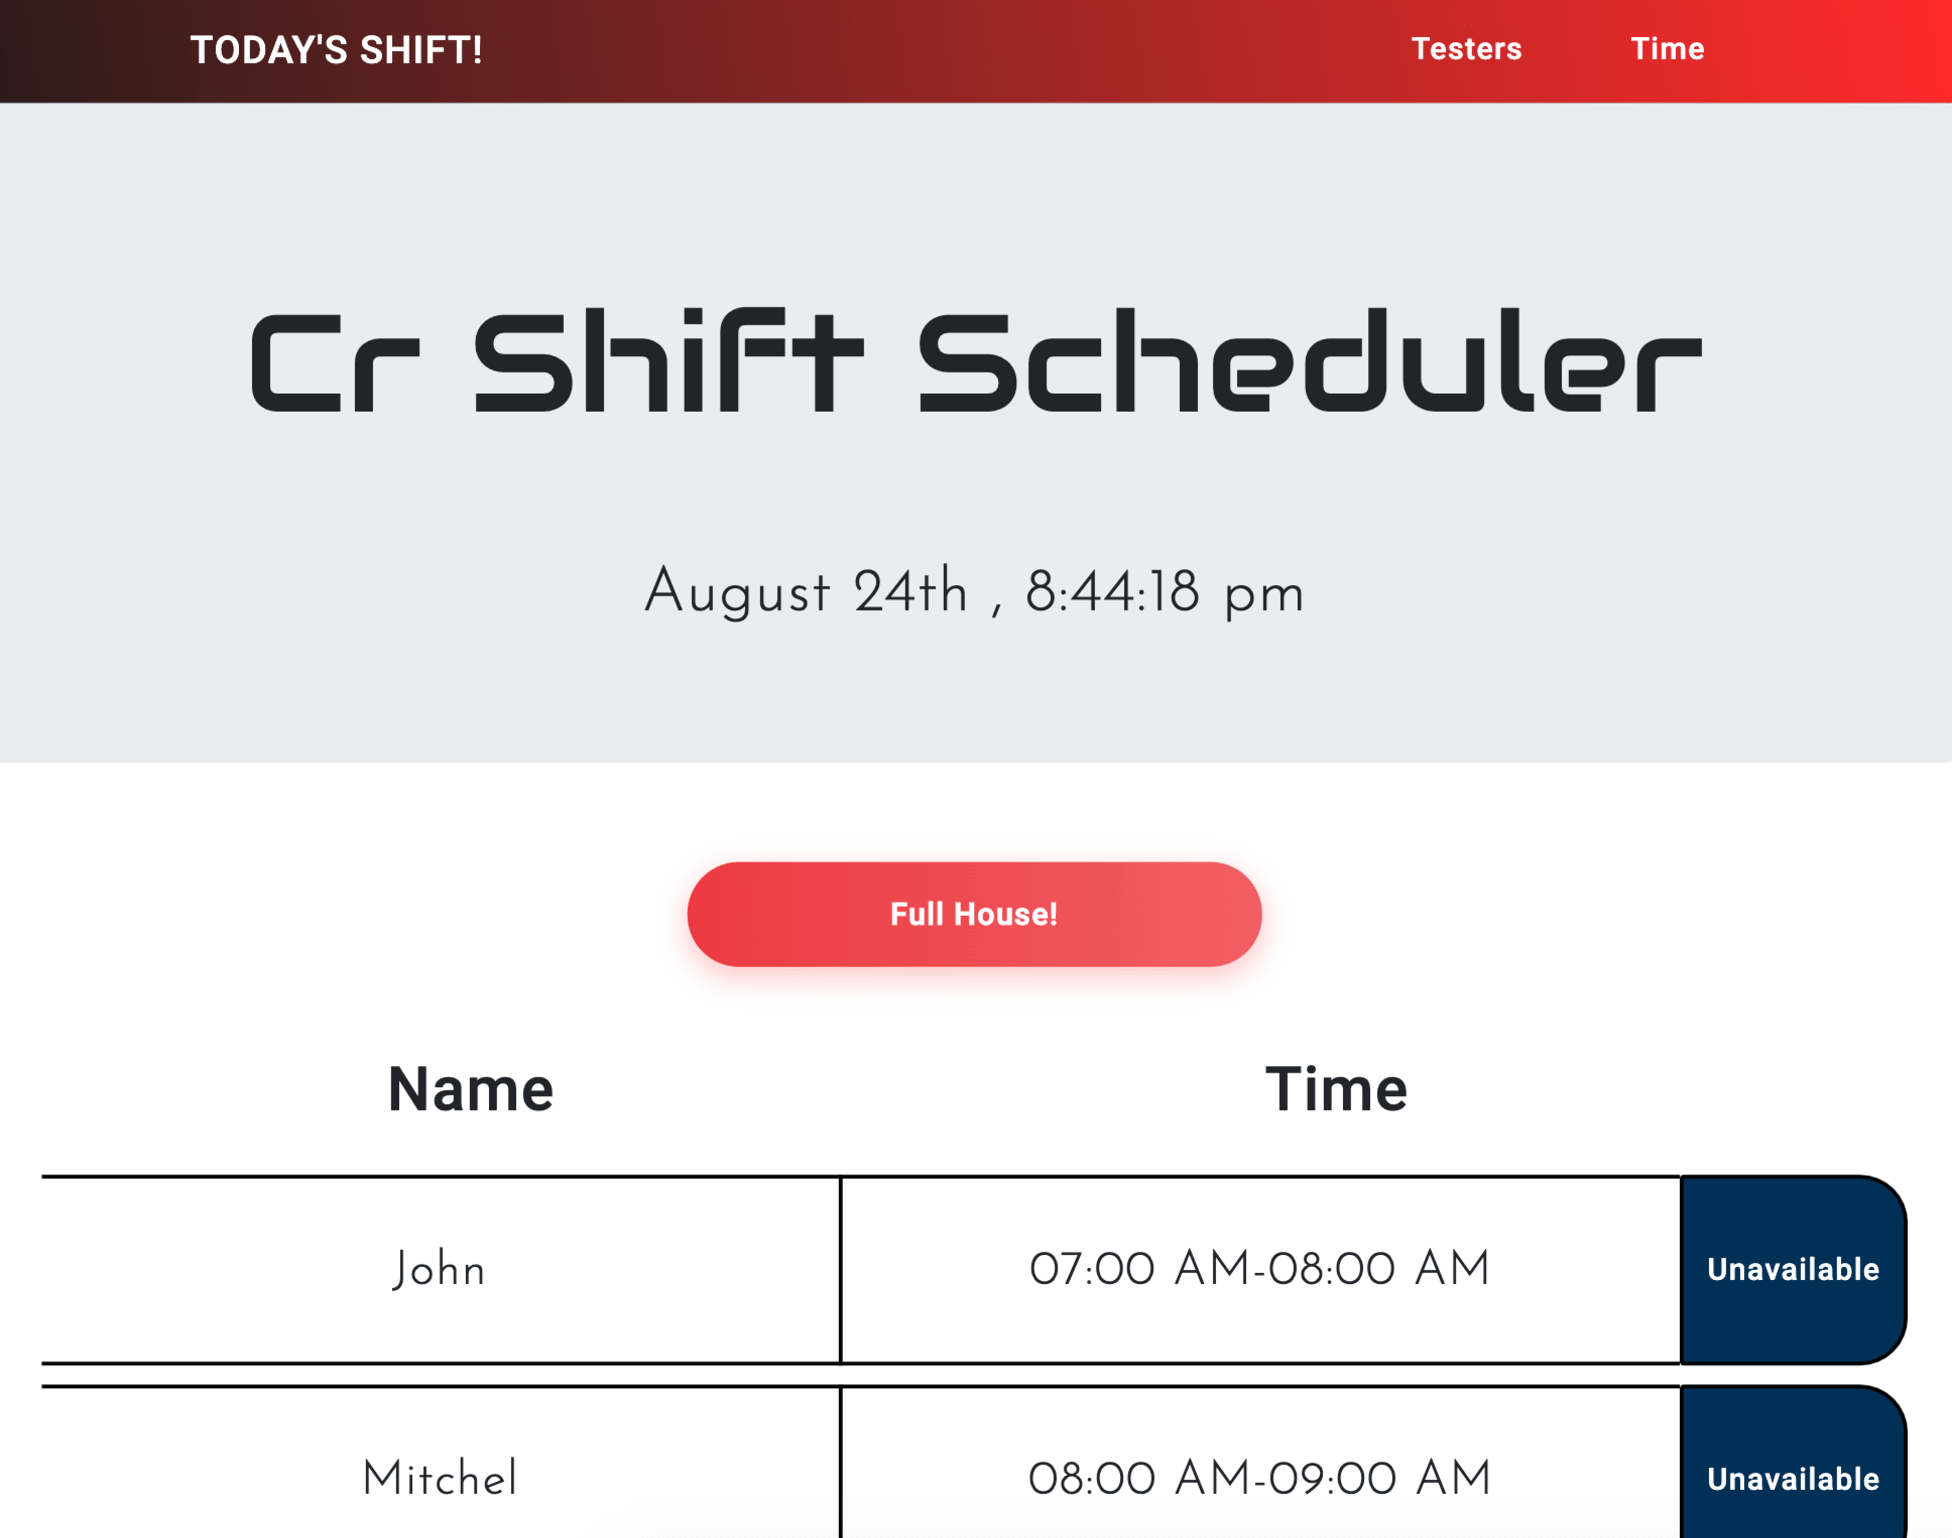 TODAY'S SHIFT! Testers Time
Cr Shift Scheduler
August 24th , 8:44:18 pm
Full House!
Name Time
John 07:00 AM-08:00 AM Unavailable
Mitchel 08:00 AM-09:00 AM Unavailable